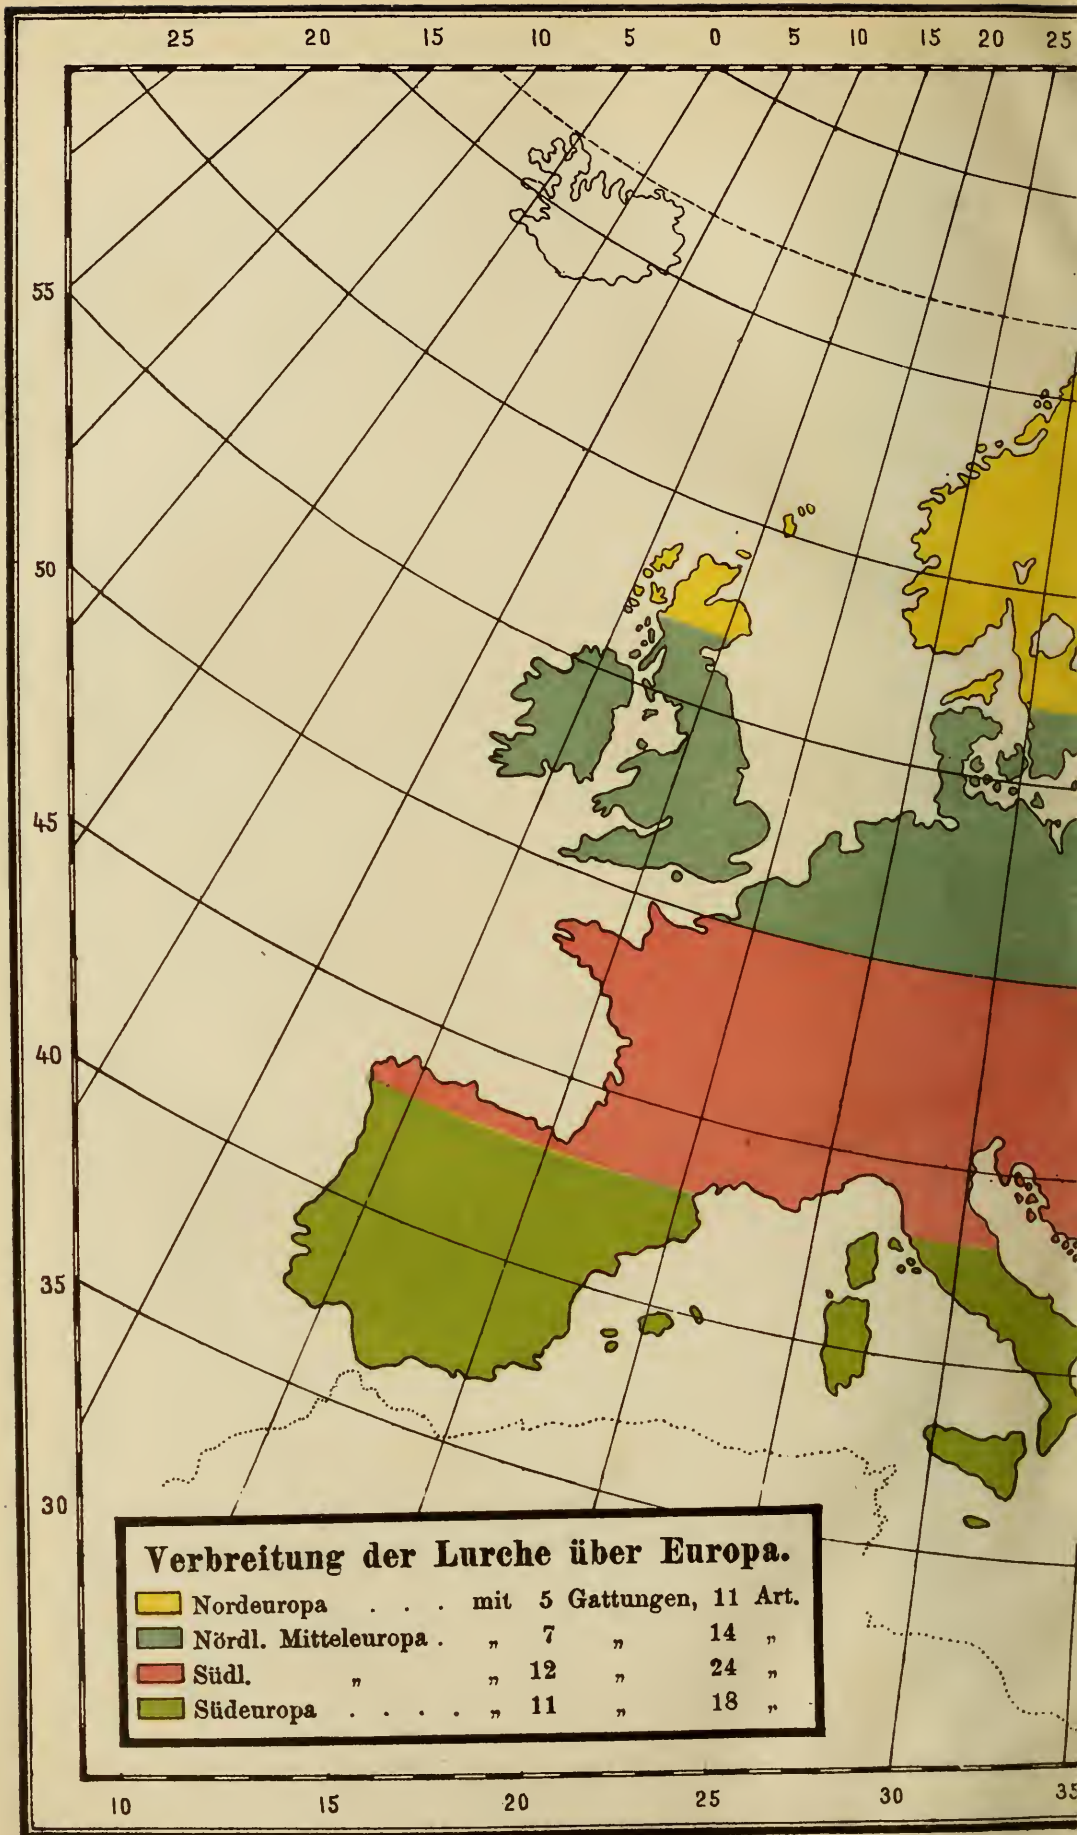 25 20 15 10 5 0 5 10 15 20 25
55
50
45
40
35
30
Verbreitung der Lurche über Europa.
Nordeuropa . . . mit 5 Gattungen, 11 Art.
Nördl. Mitteleuropa . „ 7 „ 14 „
Südl. „ „ 12 „ 24 „
Südeuropa . . . . „ 11 „ 18 „
10 15 20 25 30 35